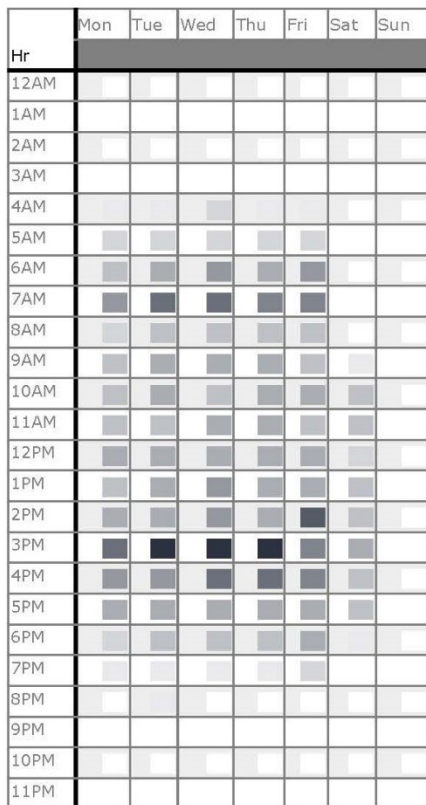 Mon Tue Wed Thu Fri Sat Sun
Hr
12AM
1AM
2AM
3AM
4AM
5AM
6AM
7AM
8AM
9AM
10AM
11AM
12PM
1PM
2PM
3PM
4PM
5PM
6PM
7PM
8PM
9PM
10PM
11PM